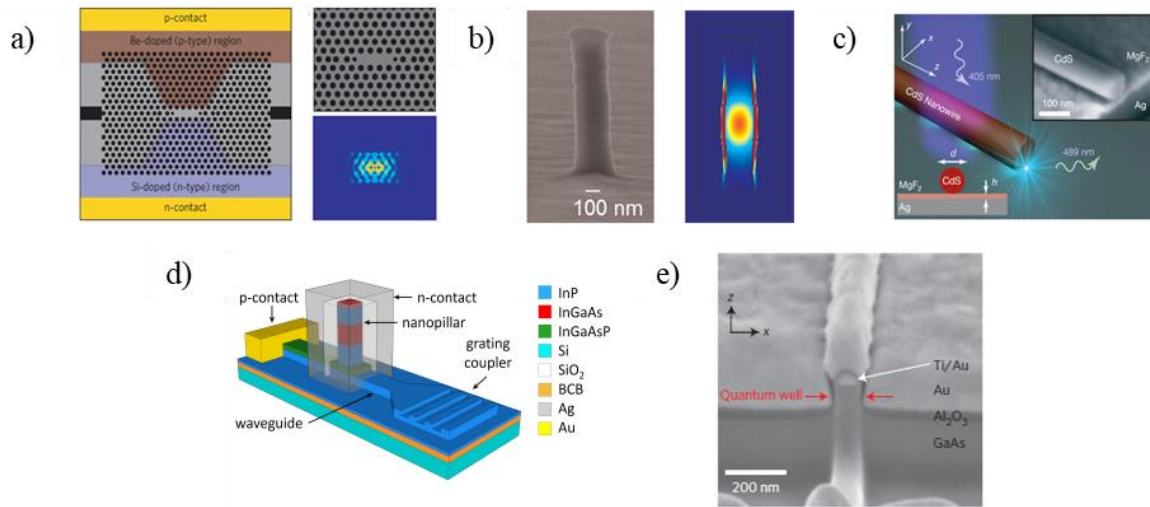 a)
p-contact
Be-doped (p-type) region
Si-doped (n-type) region
n-contact
b)
100 nm
c)
y
x
z
405 nm
CdS
MgF₂
Ag
100 nm
CdS Nanowire
489 nm
d
CdS
MgF₂
h
Ag
d)
p-contact
n-contact
nanopillar
grating
coupler
waveguide
InP
InGaAs
InGaAsP
Si
SiO₂
BCB
Ag
Au
e)
z
x
Ti/Au
Quantum well
Au
Al₂O₃
GaAs
200 nm